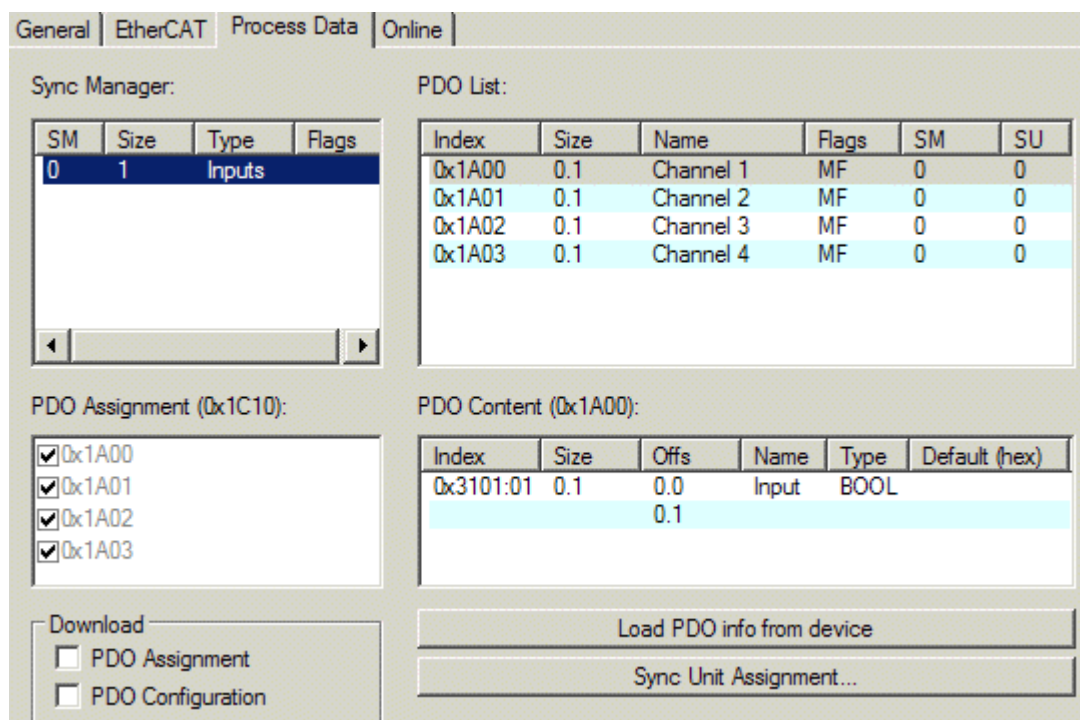 General EtherCAT Process Data Online
Sync Manager:
SM Size Type Flags
0 1 Inputs
PDO List:
Index Size Name Flags SM SU
0x1A00 0.1 Channel 1 MF 0 0
0x1A01 0.1 Channel 2 MF 0 0
0x1A02 0.1 Channel 3 MF 0 0
0x1A03 0.1 Channel 4 MF 0 0
PDO Assignment (0x1C10):
0x1A00
0x1A01
0x1A02
0x1A03
PDO Content (0x1A00):
Index Size Offs Name Type Default (hex)
0x3101:01 0.1 0.0 Input BOOL
0.1
Download
PDO Assignment
PDO Configuration
Load PDO info from device
Sync Unit Assignment...